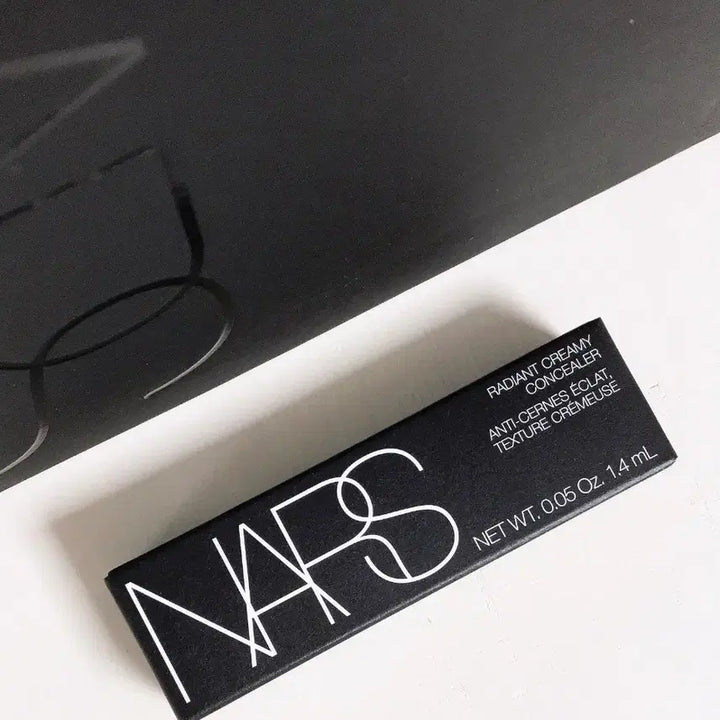 NARS
RADIANT CREAMY
CONCEALER
ANTI-CERNES ÉCLAT,
TEXTURE CRÉMEUSE
NET WT. 0.05 Oz. 1.4 mL